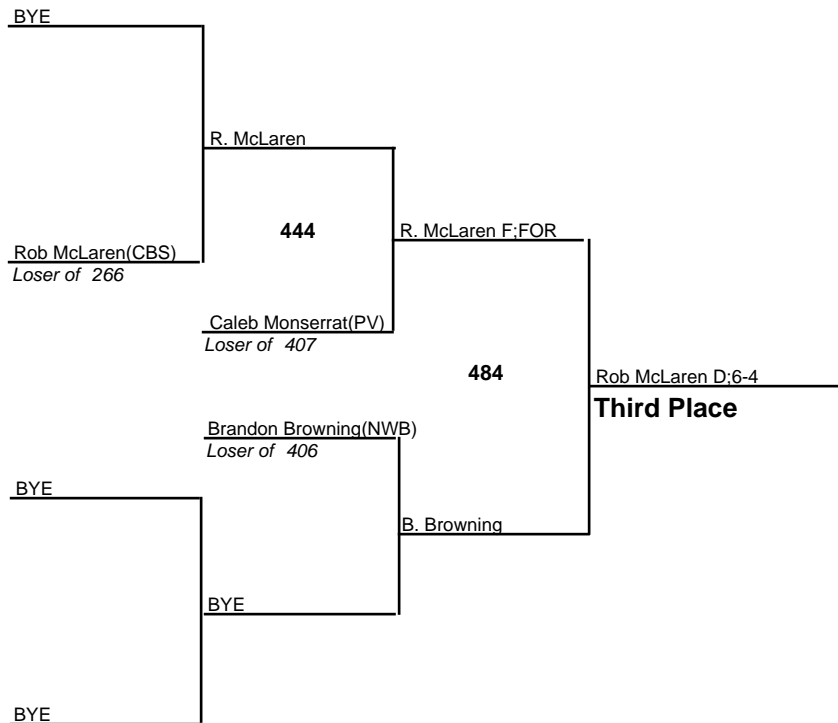 BYE
R. McLaren
444
R. McLaren F;FOR
Rob McLaren(CBS)
Loser of 266
Caleb Monserrat(PV)
Loser of 407
484
Rob McLaren D;6-4
Third Place
Brandon Browning(NWB)
Loser of 406
BYE
B. Browning
BYE
BYE